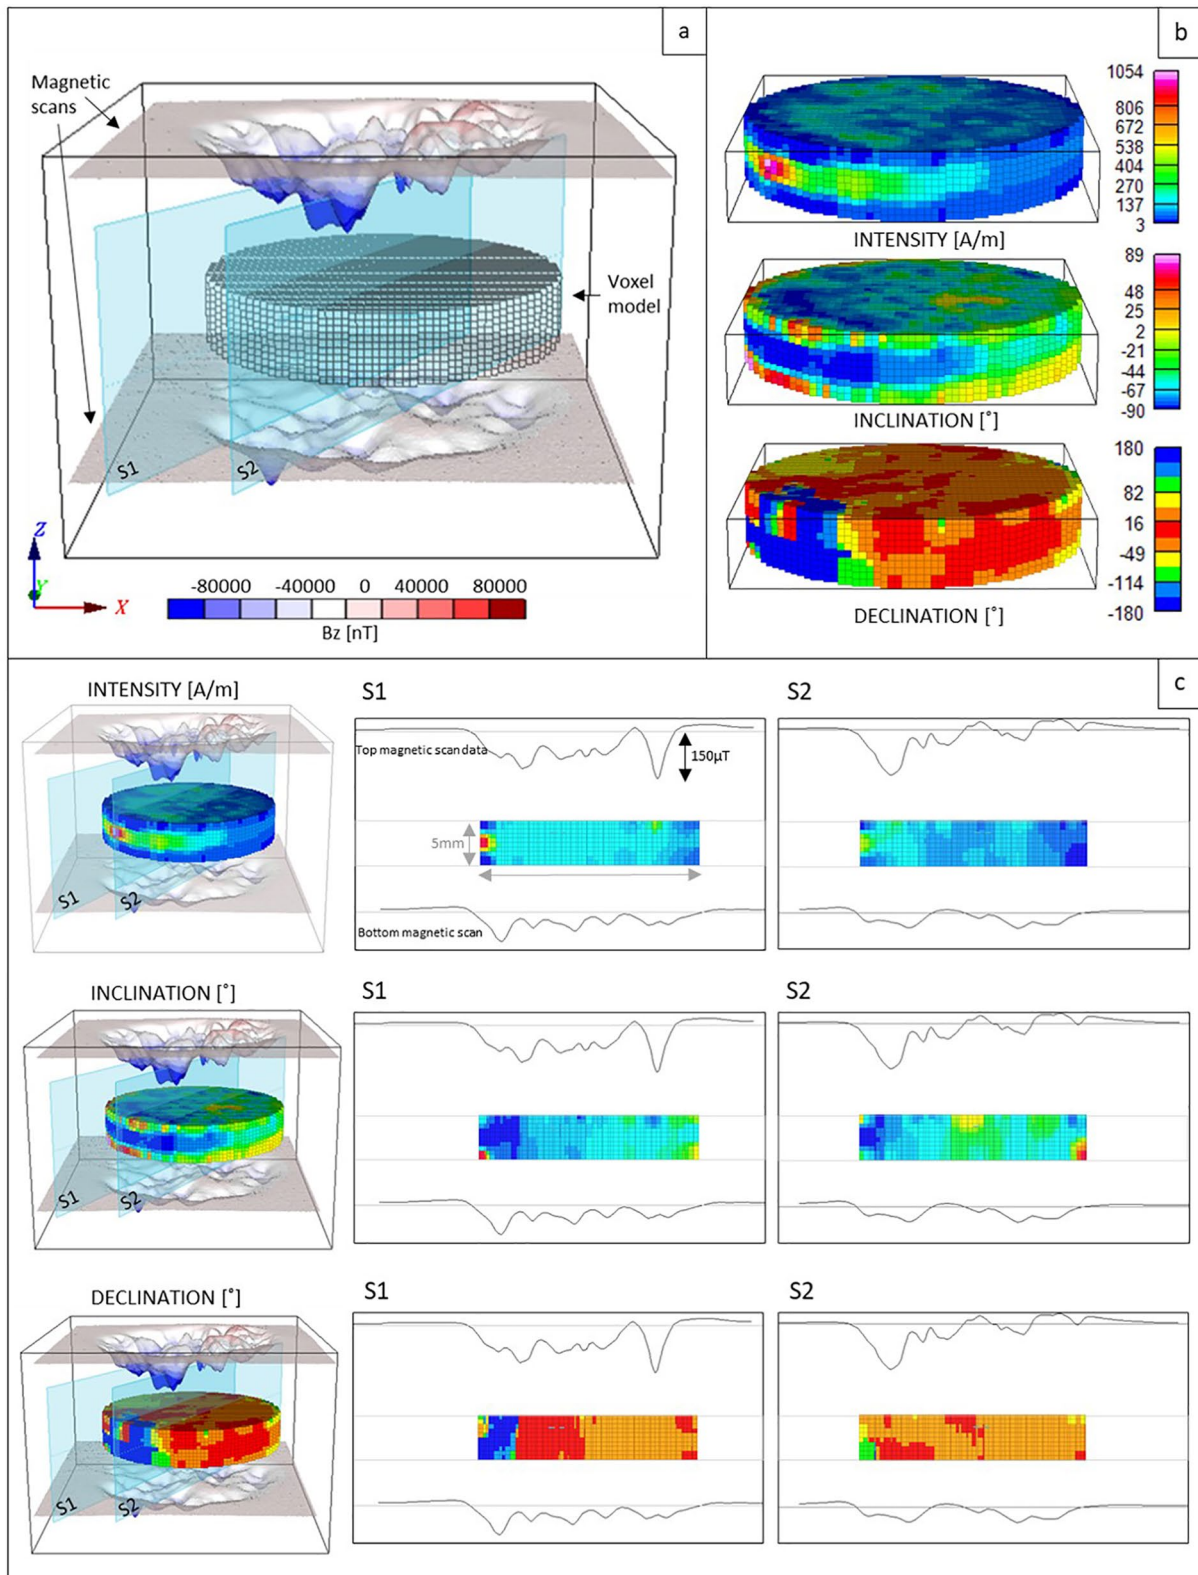 a
Magnetic
scans
Voxel
model
S1
S2
Z
Y
X
-80000 -40000 0 40000 80000
Bz [nT]
b
1054
806
672
538
404
270
137
3
INTENSITY [A/m]
89
48
25
2
-21
-44
-67
-90
INCLINATION [˚]
180
82
16
-49
-114
-180
DECLINATION [˚]
c
INTENSITY [A/m]
S1
S2
S1
Top magnetic scan data
150µT
5mm
Bottom magnetic scan
S2
INCLINATION [˚]
S1
S2
S1
S2
DECLINATION [˚]
S1
S2
S1
S2